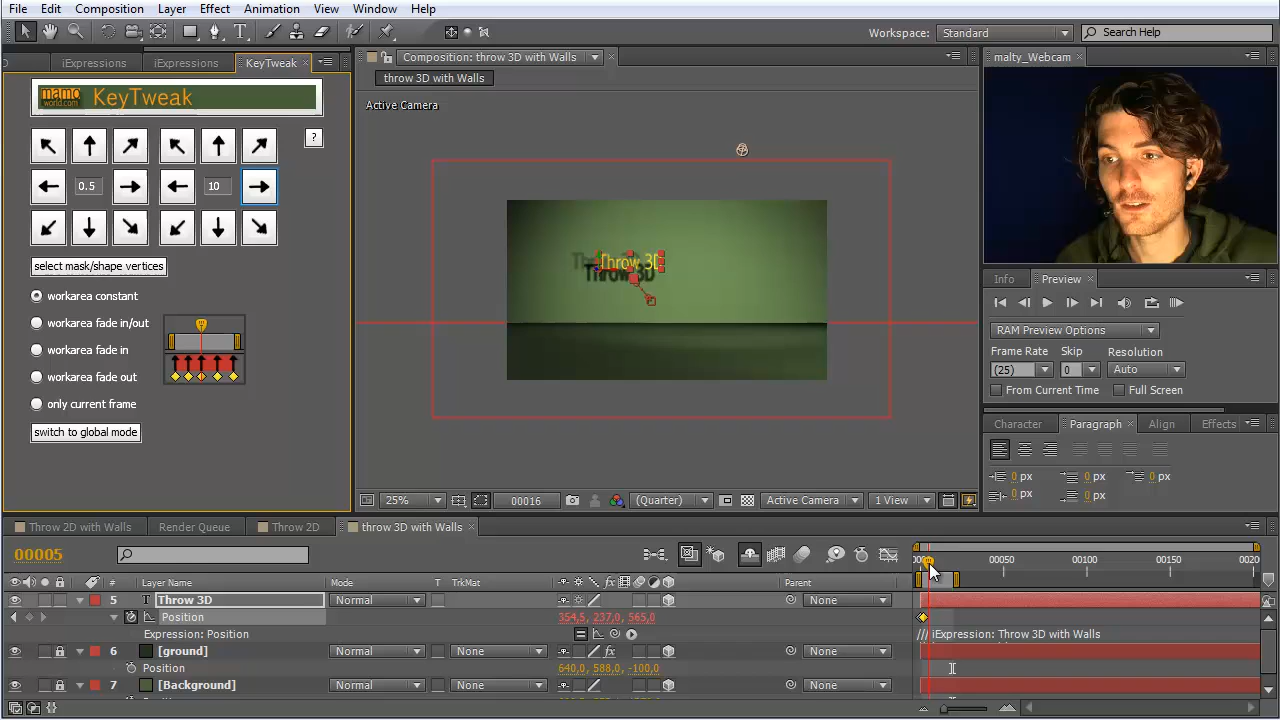 File Edit Composition Layer Effect Animation View Window Help
Workspace: Standard Search Help
iExpressions iExpressions KeyTweak
Composition: throw 3D with Walls
malty_Webcam
throw 3D with Walls
mamo world.com KeyTweak
Active Camera
?
0.5 10
select mask/shape vertices
Throw 3D
workarea constant
workarea fade in/out
workarea fade in
workarea fade out
only current frame
switch to global mode
Info Preview
RAM Preview Options
Frame Rate Skip Resolution
(25) 0 Auto
From Current Time Full Screen
Character Paragraph Align Effects
0 px 0 px 0 px
0 px 0 px
25% 00016 (Quarter) Active Camera 1 View
Throw 2D with Walls Render Queue Throw 2D throw 3D with Walls
00005
00050 00100 00150 0020
# Layer Name Mode T TrkMat Parent
5 T Throw 3D Normal None
Position 354,5, 237,0, 565,0
Expression: Position /// iExpression: Throw 3D with Walls
6 [ground] Normal None None
Position 640,0, 588,0, -100,0
7 [Background] Normal None None